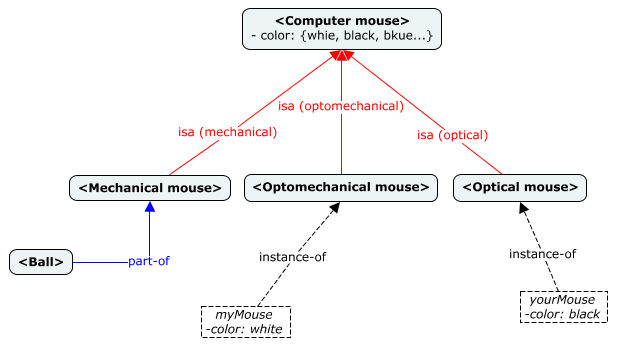 <Computer mouse>
- color: {whie, black, bkue...}
isa (optomechanical)
isa (mechanical)
isa (optical)
<Mechanical mouse>
<Optomechanical mouse>
<Optical mouse>
<Ball>
part-of
instance-of
instance-of
myMouse
-color: white
yourMouse
-color: black